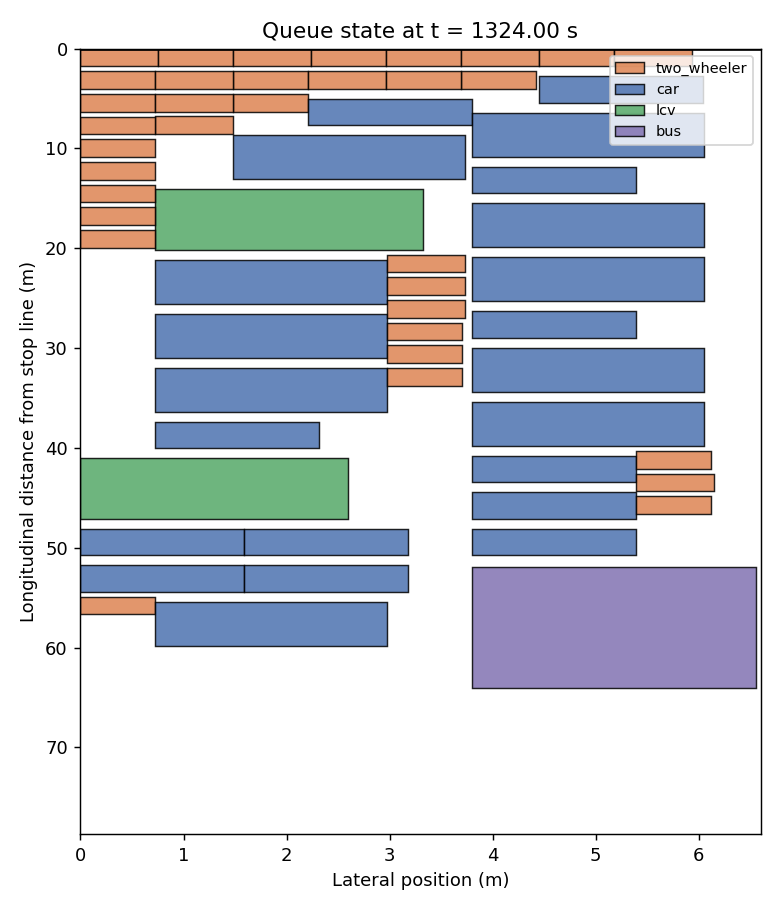 Queue state at t = 1324.00 s
two_wheeler
car
lcv
bus
0
10
20
30
40
50
60
70
Longitudinal distance from stop line (m)
0 1 2 3 4 5 6
Lateral position (m)